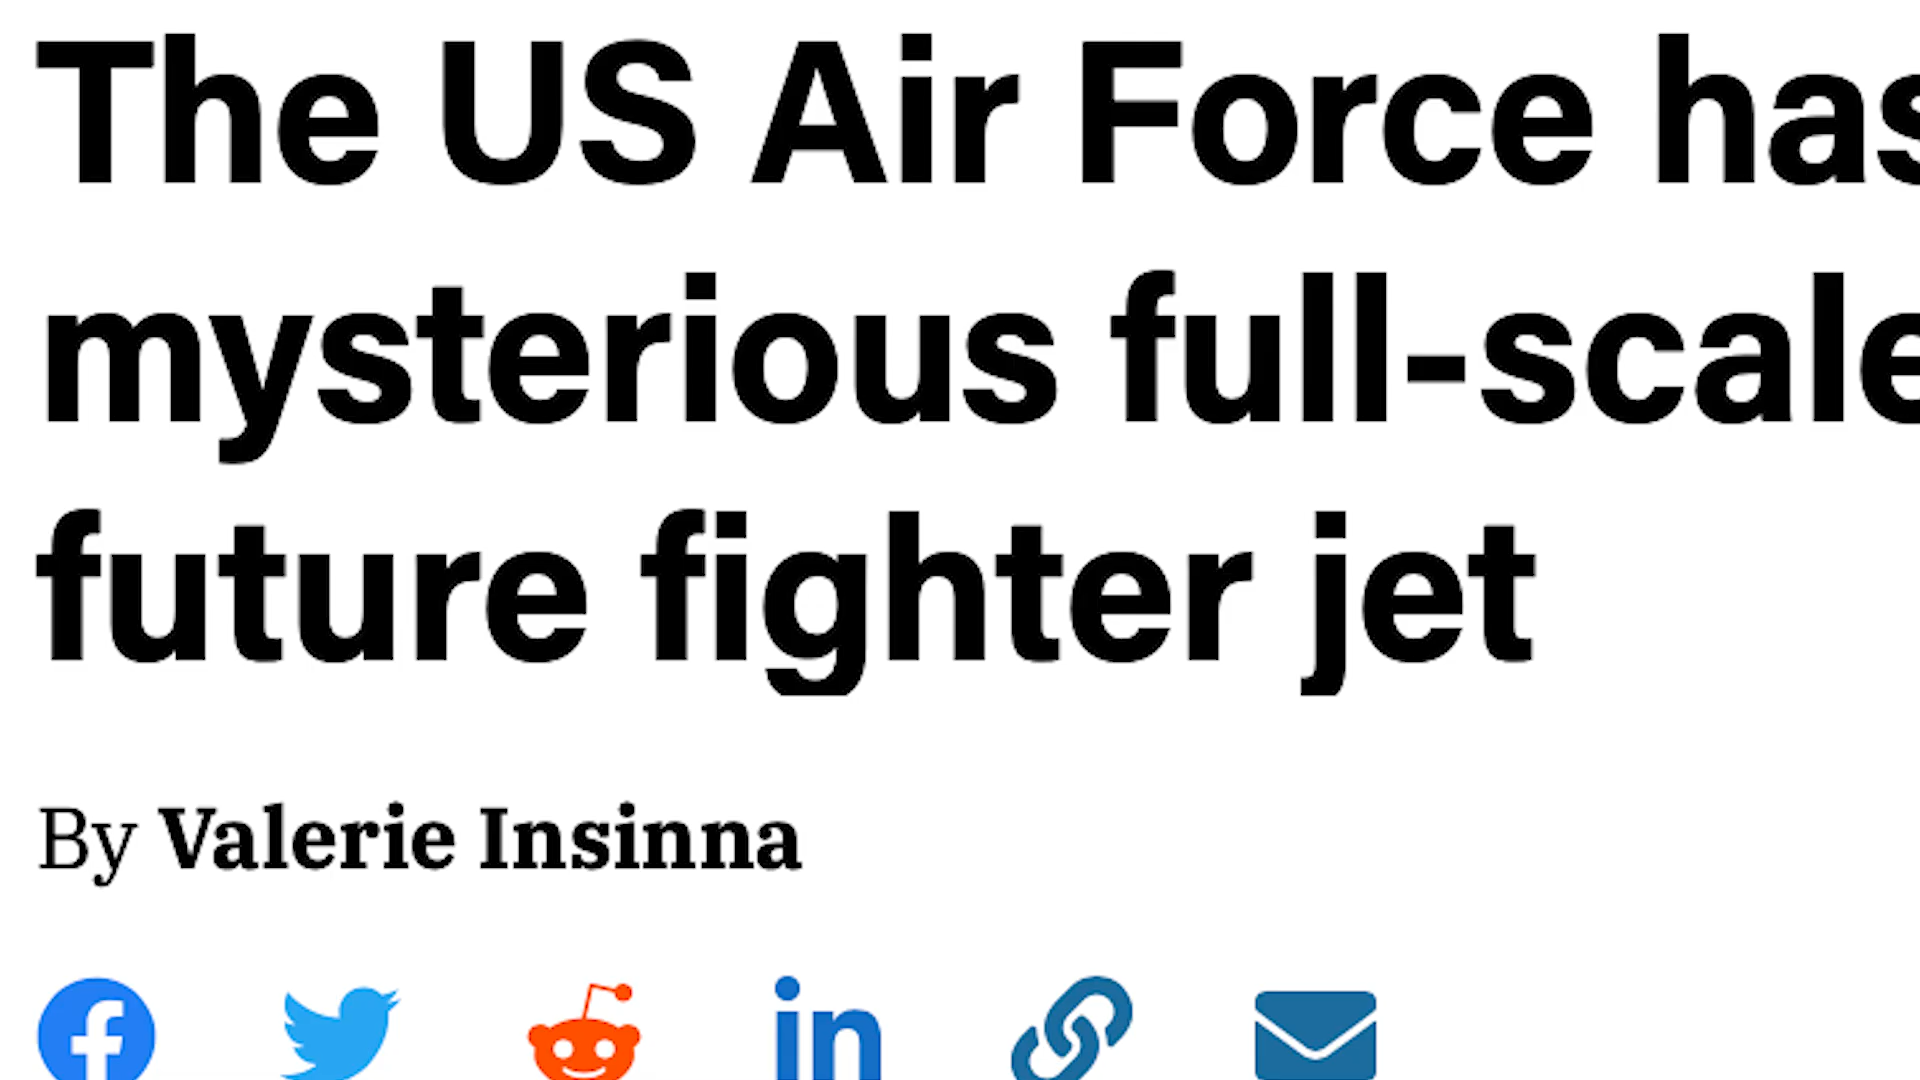 The US Air Force has
mysterious full-scale
future fighter jet
By Valerie Insinna